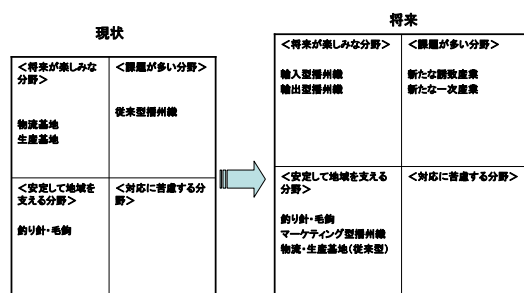 現状
＜将来が楽しみな
分野＞
物流基地
生産基地
＜課題が多い分野＞
従来型播州織
＜安定して地域を
支える分野＞
釣り針・毛鉤
＜対応に苦慮する分
野＞
将来
＜将来が楽しみな分野＞
輸入型播州織
輸出型播州織
＜課題が多い分野＞
新たな誘致産業
新たな一次産業
＜安定して地域を支える
分野＞
釣り針・毛鉤
マーケティング型播州織
物流・生産基地（従来型）
＜対応に苦慮する分野＞